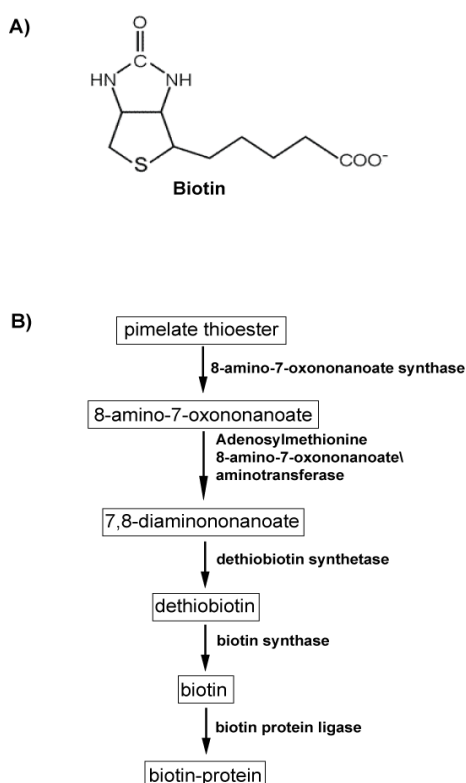 A)
O
C
HN NH
S
COO⁻
Biotin
B)
pimelate thioester
8-amino-7-oxononanoate synthase
8-amino-7-oxononanoate
Adenosylmethionine
8-amino-7-oxononanoate\
aminotransferase
7,8-diaminononanoate
dethiobiotin synthetase
dethiobiotin
biotin synthase
biotin
biotin protein ligase
biotin-protein